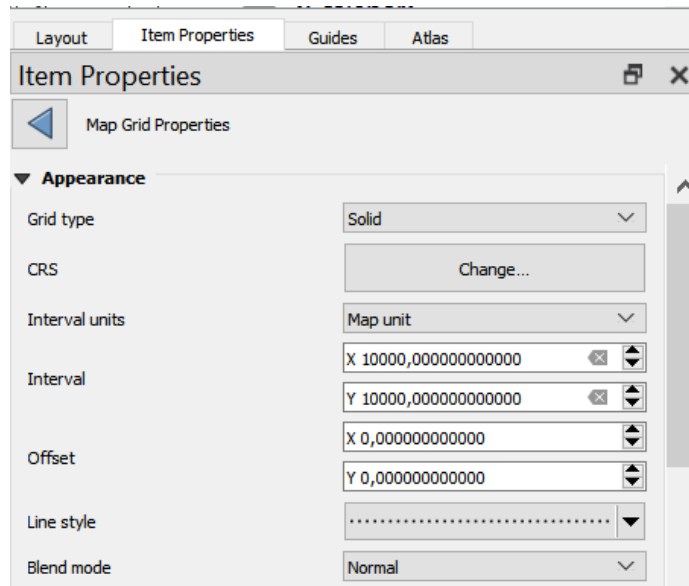 Layout
Item Properties
Guides
Atlas
Item Properties
Map Grid Properties
Appearance
Grid type
Solid
CRS
Change...
Interval units
Map unit
Interval
X 10000,000000000000
Y 10000,000000000000
Offset
X 0,000000000000
Y 0,000000000000
Line style
Blend mode
Normal